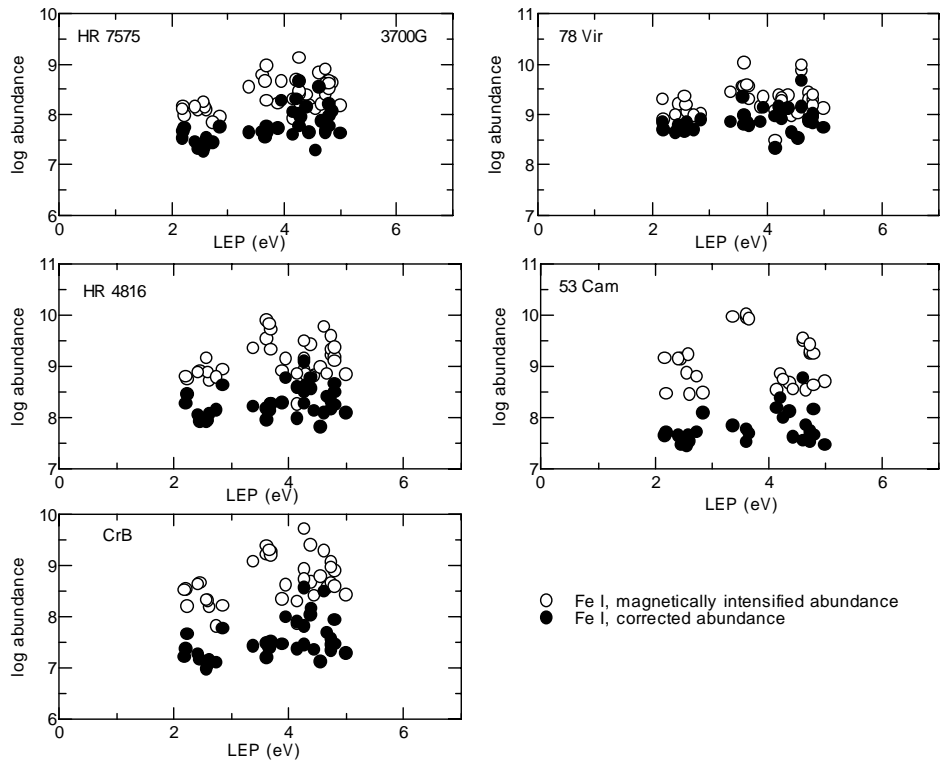 HR 7575 3700G
10
9
8
7
6
log abundance
0 2 4 6
LEP (eV)
78 Vir
11
10
9
8
7
log abundance
0 2 4 6
LEP (eV)
HR 4816
11
10
9
8
7
log abundance
0 2 4 6
LEP (eV)
53 Cam
11
10
9
8
7
log abundance
0 2 4 6
LEP (eV)
CrB
10
9
8
7
6
log abundance
0 2 4 6
LEP (eV)
Fe I, magnetically intensified abundance
Fe I, corrected abundance